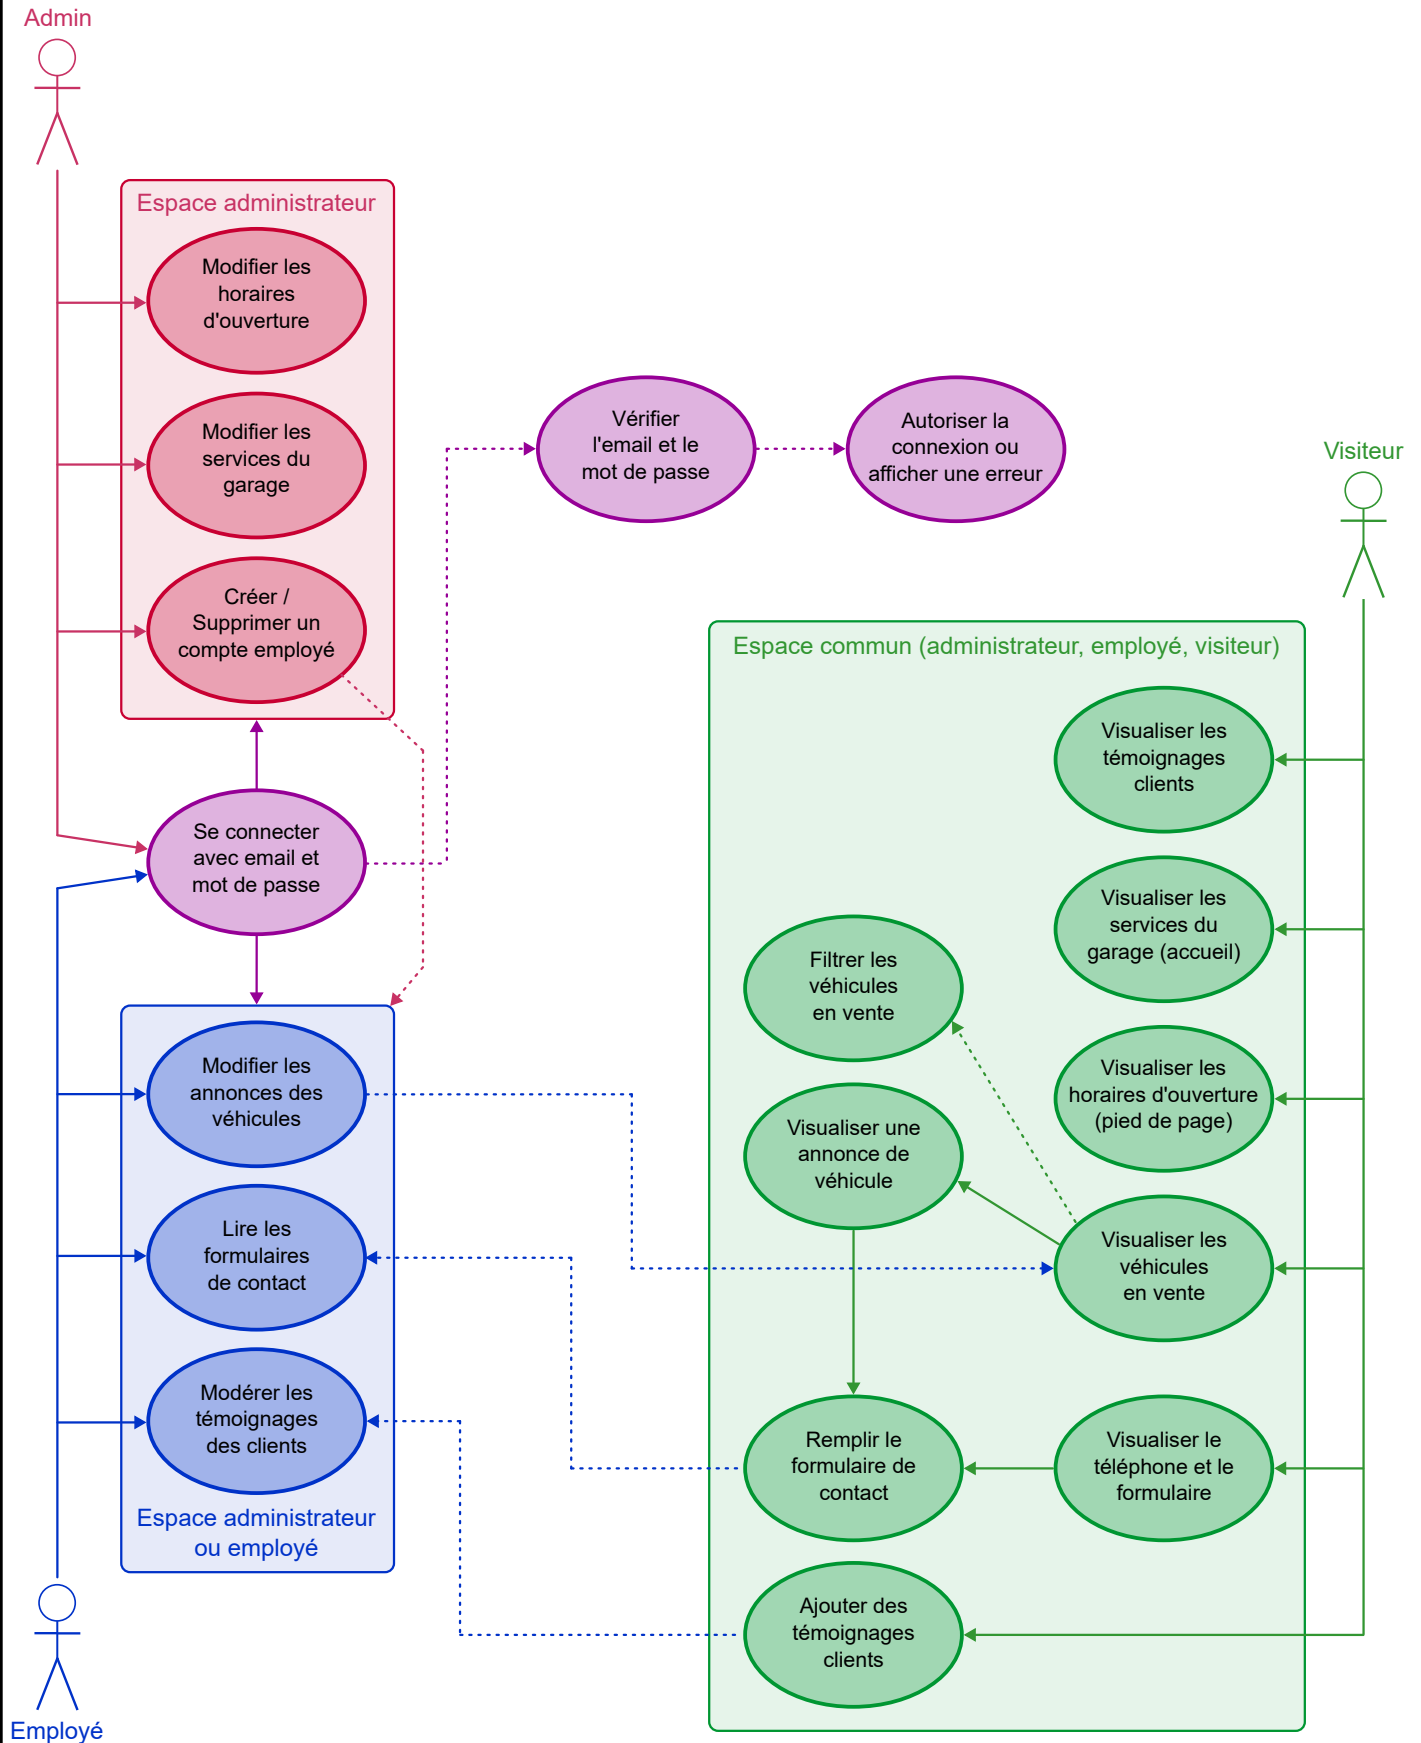 Admin
Espace administrateur
Modifier les
horaires
d'ouverture
Modifier les
services du
garage
Créer /
Supprimer un
compte employé
Se connecter
avec email et
mot de passe
Vérifier
l'email et le
mot de passe
Autoriser la
connexion ou
afficher une erreur
Visiteur
Espace commun (administrateur, employé, visiteur)
Visualiser les
témoignages
clients
Visualiser les
services du
garage (accueil)
Filtrer les
véhicules
en vente
Visualiser les
horaires d'ouverture
(pied de page)
Visualiser une
annonce de
véhicule
Visualiser les
véhicules
en vente
Remplir le
formulaire de
contact
Visualiser le
téléphone et le
formulaire
Ajouter des
témoignages
clients
Modifier les
annonces des
véhicules
Lire les
formulaires
de contact
Modérer les
témoignages
des clients
Espace administrateur
ou employé
Employé